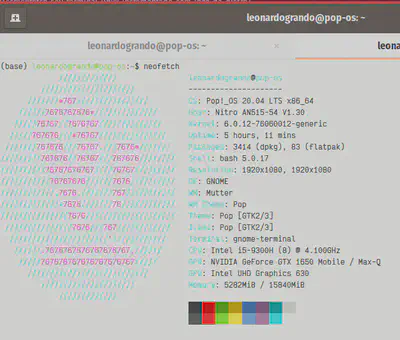 leonardogrando@pop-os: ~
leonardogrando@pop-os: ~
(base) leonardogrando@pop-os:~$ neofetch
leonardogrando@pop-os
---------------------
OS: Pop!_OS 20.04 LTS x86_64
Host: Nitro AN515-54 V1.30
Kernel: 6.0.12-76060012-generic
Uptime: 5 hours, 11 mins
Packages: 3414 (dpkg), 83 (flatpak)
Shell: bash 5.0.17
Resolution: 1920x1080, 1920x1080
DE: GNOME
WM: Mutter
WM Theme: Pop
Theme: Pop [GTK2/3]
Icons: Pop [GTK2/3]
Terminal: gnome-terminal
CPU: Intel i5-9300H (8) @ 4.100GHz
GPU: NVIDIA GeForce GTX 1650 Mobile / Max-Q
GPU: Intel UHD Graphics 630
Memory: 5282MiB / 15840MiB